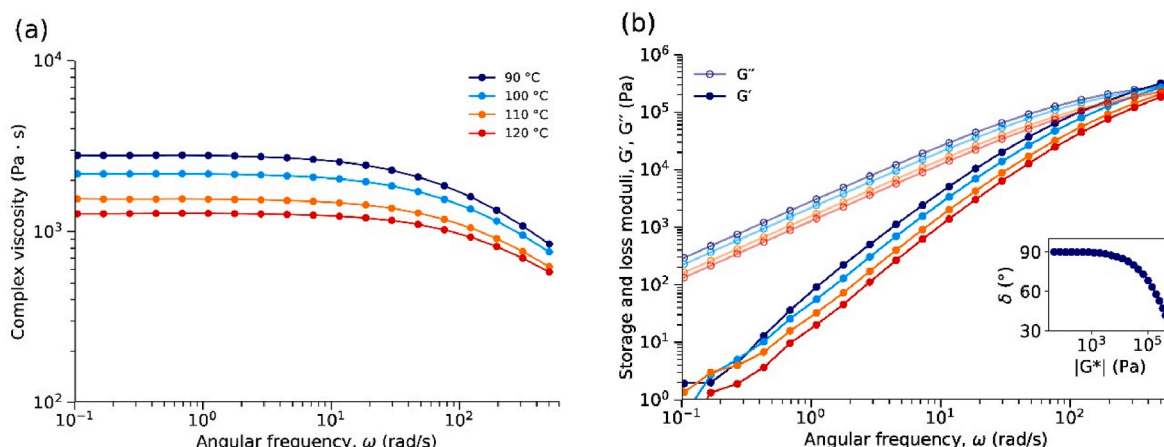 (a)
10⁴
10³
10²
Complex viscosity (Pa · s)
90 °C
100 °C
110 °C
120 °C
10⁻¹ 10⁰ 10¹ 10²
Angular frequency, ω (rad/s)
(b)
10⁶
10⁵
10⁴
10³
10²
10¹
10⁰
Storage and loss moduli, G′, G″ (Pa)
G″
G′
90
60
30
δ (°)
10³ 10⁵
|G*| (Pa)
10⁻¹ 10⁰ 10¹ 10²
Angular frequency, ω (rad/s)